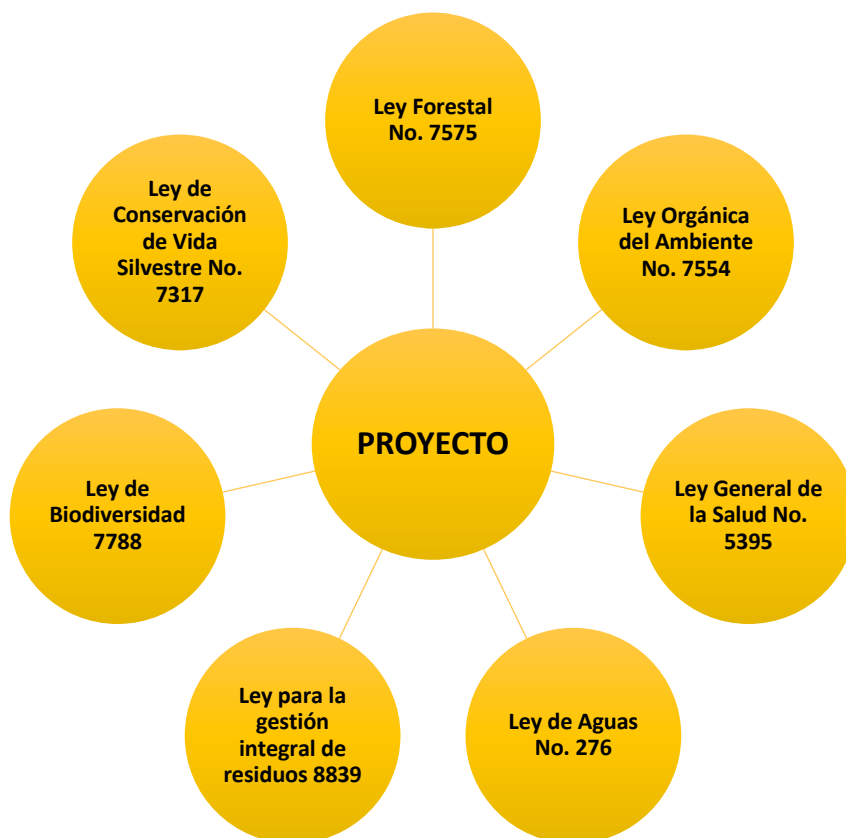 Ley Forestal
No. 7575
Ley Orgánica
del Ambiente
No. 7554
Ley General de
la Salud No.
5395
Ley de Aguas
No. 276
Ley para la
gestión
integral de
residuos 8839
Ley de
Biodiversidad
7788
Ley de
Conservación
de Vida
Silvestre No.
7317
PROYECTO